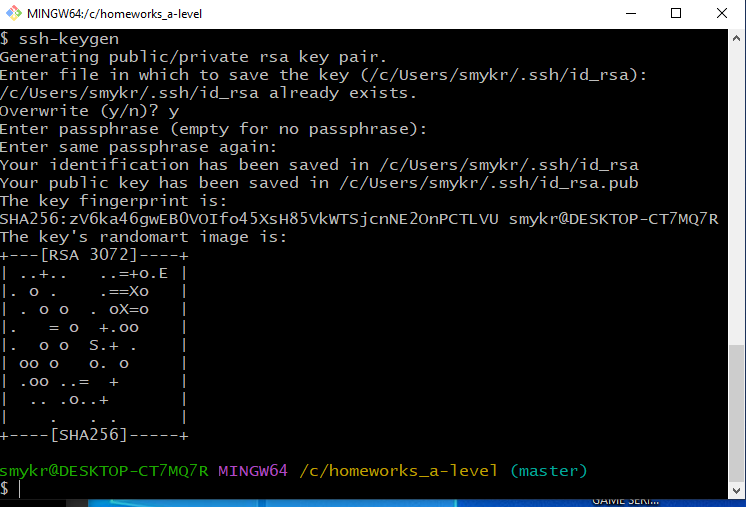 MINGW64:/c/homeworks_a-level
$ ssh-keygen
Generating public/private rsa key pair.
Enter file in which to save the key (/c/Users/smykr/.ssh/id_rsa):
/c/Users/smykr/.ssh/id_rsa already exists.
Overwrite (y/n)? y
Enter passphrase (empty for no passphrase):
Enter same passphrase again:
Your identification has been saved in /c/Users/smykr/.ssh/id_rsa
Your public key has been saved in /c/Users/smykr/.ssh/id_rsa.pub
The key fingerprint is:
SHA256:zV6ka46gwEBOVOIfo45XsH85VkWTSjcnNE2OnPCTLVU smykr@DESKTOP-CT7MQ7R
The key's randomart image is:
+---[RSA 3072]----+
| ..+..   ..=+o.E |
|. o .    .==Xo   |
| . o o  . oX=o   |
|.   = o  +.oo    |
|.  o o  S.+ .    |
| oo o   o. o     |
| .oo ..=  +      |
|  .. .o..+       |
|    .   . .      |
+----[SHA256]-----+
smykr@DESKTOP-CT7MQ7R MINGW64 /c/homeworks_a-level (master)
$
GAME SERI...